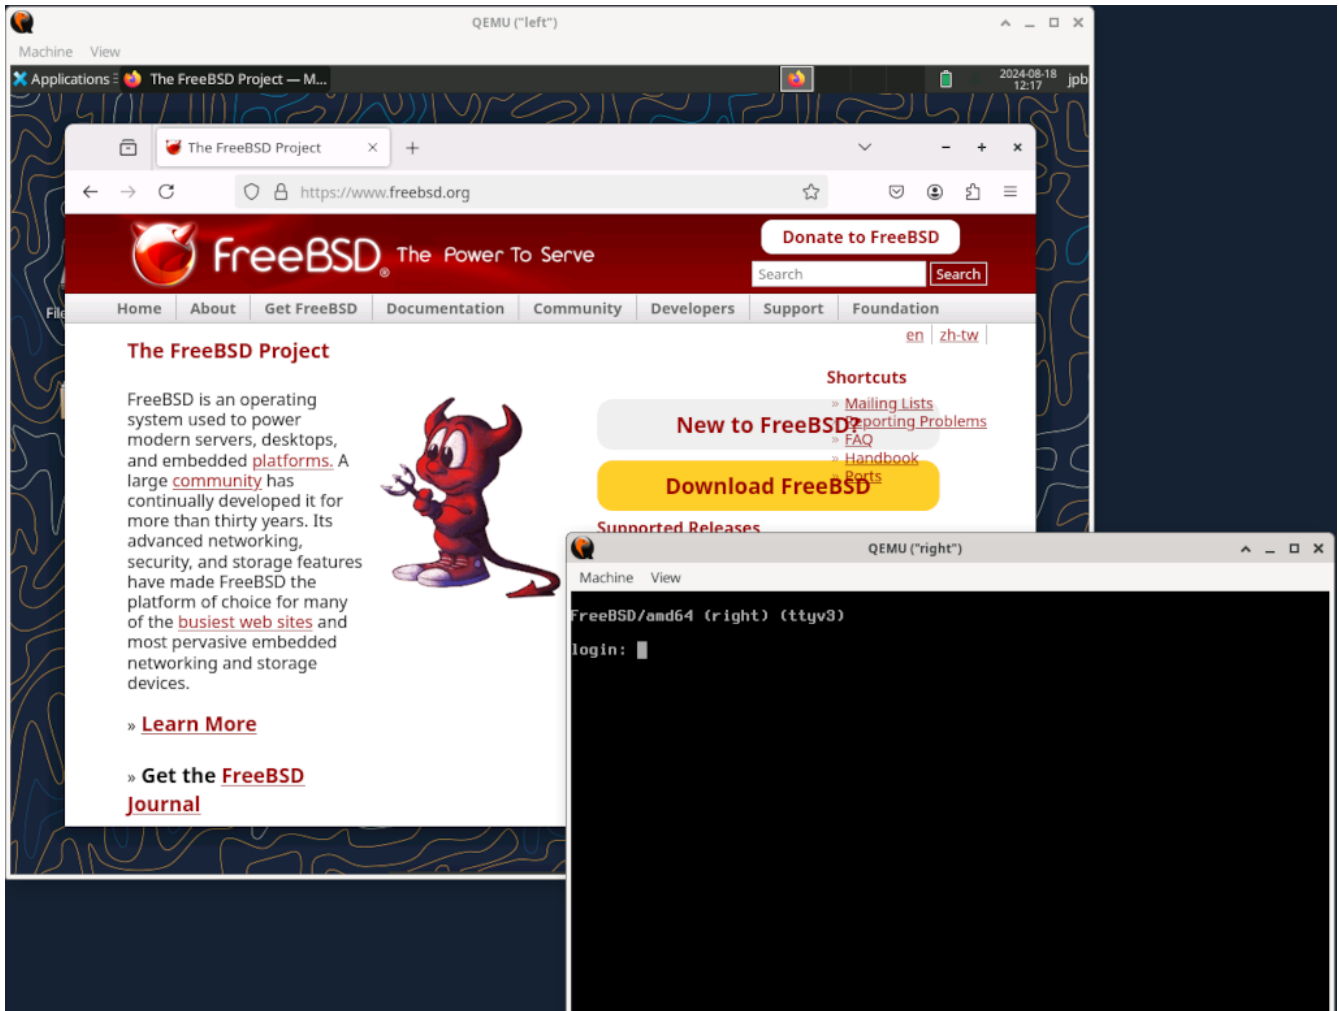 QEMU ("left")
Machine View
Applications The FreeBSD Project — M... 2024-08-18 12:17 jpb
The FreeBSD Project
https://www.freebsd.org
FreeBSD® The Power To Serve
Donate to FreeBSD
Search Search
Home About Get FreeBSD Documentation Community Developers Support Foundation
en zh-tw
File
The FreeBSD Project
FreeBSD is an operating
system used to power
modern servers, desktops,
and embedded platforms. A
large community has
continually developed it for
more than thirty years. Its
advanced networking,
security, and storage features
have made FreeBSD the
platform of choice for many
of the busiest web sites and
most pervasive embedded
networking and storage
devices.
» Learn More
» Get the FreeBSD
Journal
New to FreeBSD?
Download FreeBSD
Supported Releases
Shortcuts
» Mailing Lists
» Reporting Problems
» FAQ
» Handbook
» Ports
QEMU ("right")
Machine View
FreeBSD/amd64 (right) (ttyv3)
login: